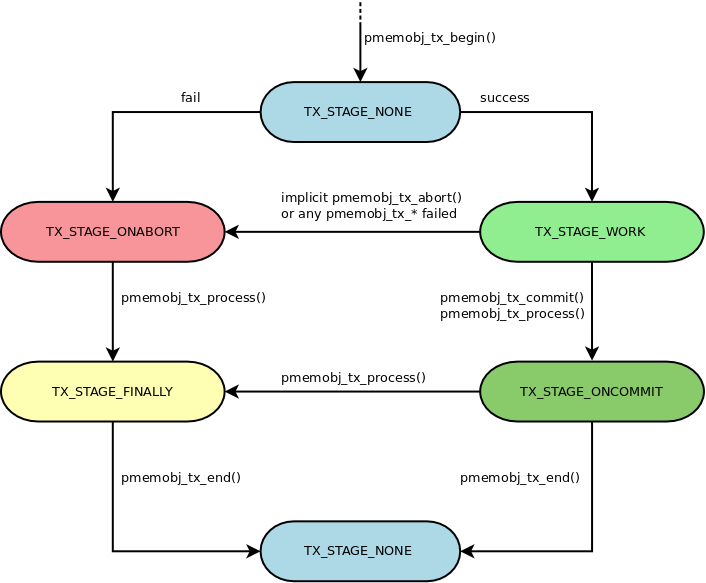 pmemobj_tx_begin()
TX_STAGE_NONE
fail
success
implicit pmemobj_tx_abort()
or any pmemobj_tx_* failed
TX_STAGE_ONABORT
TX_STAGE_WORK
pmemobj_tx_process()
pmemobj_tx_commit()
pmemobj_tx_process()
TX_STAGE_FINALLY
pmemobj_tx_process()
TX_STAGE_ONCOMMIT
pmemobj_tx_end()
pmemobj_tx_end()
TX_STAGE_NONE